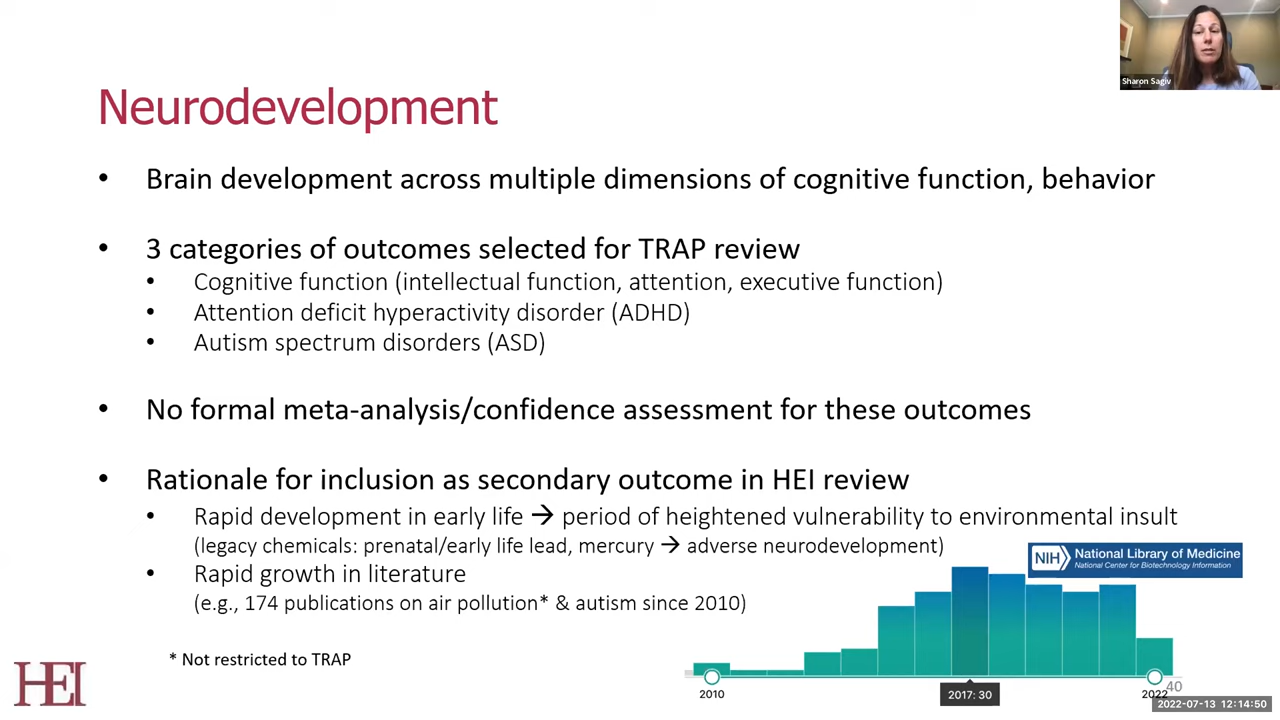 Sharon Sagiv
Neurodevelopment
• Brain development across multiple dimensions of cognitive function, behavior
• 3 categories of outcomes selected for TRAP review
• Cognitive function (intellectual function, attention, executive function)
• Attention deficit hyperactivity disorder (ADHD)
• Autism spectrum disorders (ASD)
• No formal meta-analysis/confidence assessment for these outcomes
• Rationale for inclusion as secondary outcome in HEI review
• Rapid development in early life → period of heightened vulnerability to environmental insult
(legacy chemicals: prenatal/early life lead, mercury → adverse neurodevelopment)
• Rapid growth in literature
(e.g., 174 publications on air pollution* & autism since 2010)
NIH National Library of Medicine
National Center for Biotechnology Information
* Not restricted to TRAP
HEI
2010
2017: 30
2022
40
2022-07-13 12:14:50